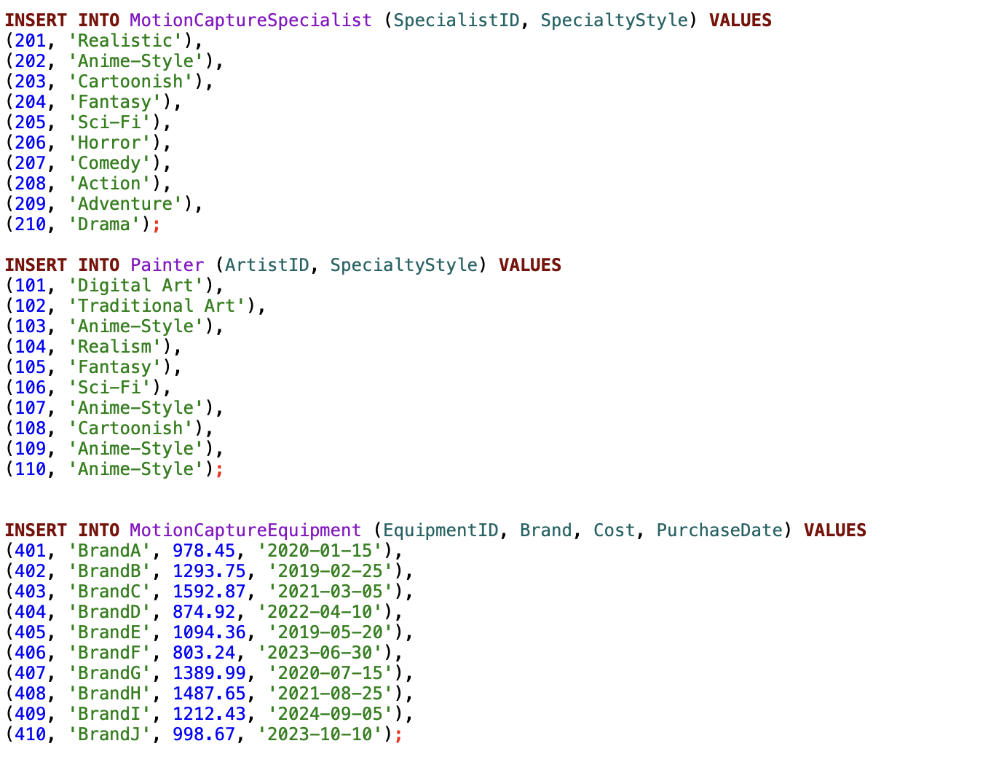 INSERT INTO MotionCaptureSpecialist (SpecialistID, SpecialtyStyle) VALUES
(201, 'Realistic'),
(202, 'Anime-Style'),
(203, 'Cartoonish'),
(204, 'Fantasy'),
(205, 'Sci-Fi'),
(206, 'Horror'),
(207, 'Comedy'),
(208, 'Action'),
(209, 'Adventure'),
(210, 'Drama');
INSERT INTO Painter (ArtistID, SpecialtyStyle) VALUES
(101, 'Digital Art'),
(102, 'Traditional Art'),
(103, 'Anime-Style'),
(104, 'Realism'),
(105, 'Fantasy'),
(106, 'Sci-Fi'),
(107, 'Anime-Style'),
(108, 'Cartoonish'),
(109, 'Anime-Style'),
(110, 'Anime-Style');
INSERT INTO MotionCaptureEquipment (EquipmentID, Brand, Cost, PurchaseDate) VALUES
(401, 'BrandA', 978.45, '2020-01-15'),
(402, 'BrandB', 1293.75, '2019-02-25'),
(403, 'BrandC', 1592.87, '2021-03-05'),
(404, 'BrandD', 874.92, '2022-04-10'),
(405, 'BrandE', 1094.36, '2019-05-20'),
(406, 'BrandF', 803.24, '2023-06-30'),
(407, 'BrandG', 1389.99, '2020-07-15'),
(408, 'BrandH', 1487.65, '2021-08-25'),
(409, 'BrandI', 1212.43, '2024-09-05'),
(410, 'BrandJ', 998.67, '2023-10-10');